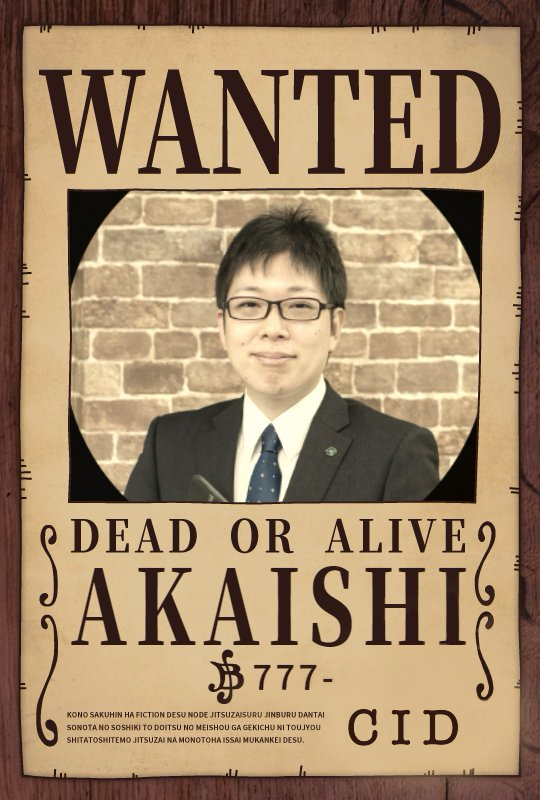 WANTED
DEAD OR ALIVE
AKAISHI
฿ 777-
KONO SAKUHIN HA FICTION DESU NODE JITSUZAISURU JINBURU DANTAI
SONOTA NO SOSHIKI TO DOITSU NO MEISHOU GA GEKICHU NI TOUJYOU
SHITATOSHITEMO JITSUZAI NA MONOTOHA ISSAI MUKANKEI DESU.
CID